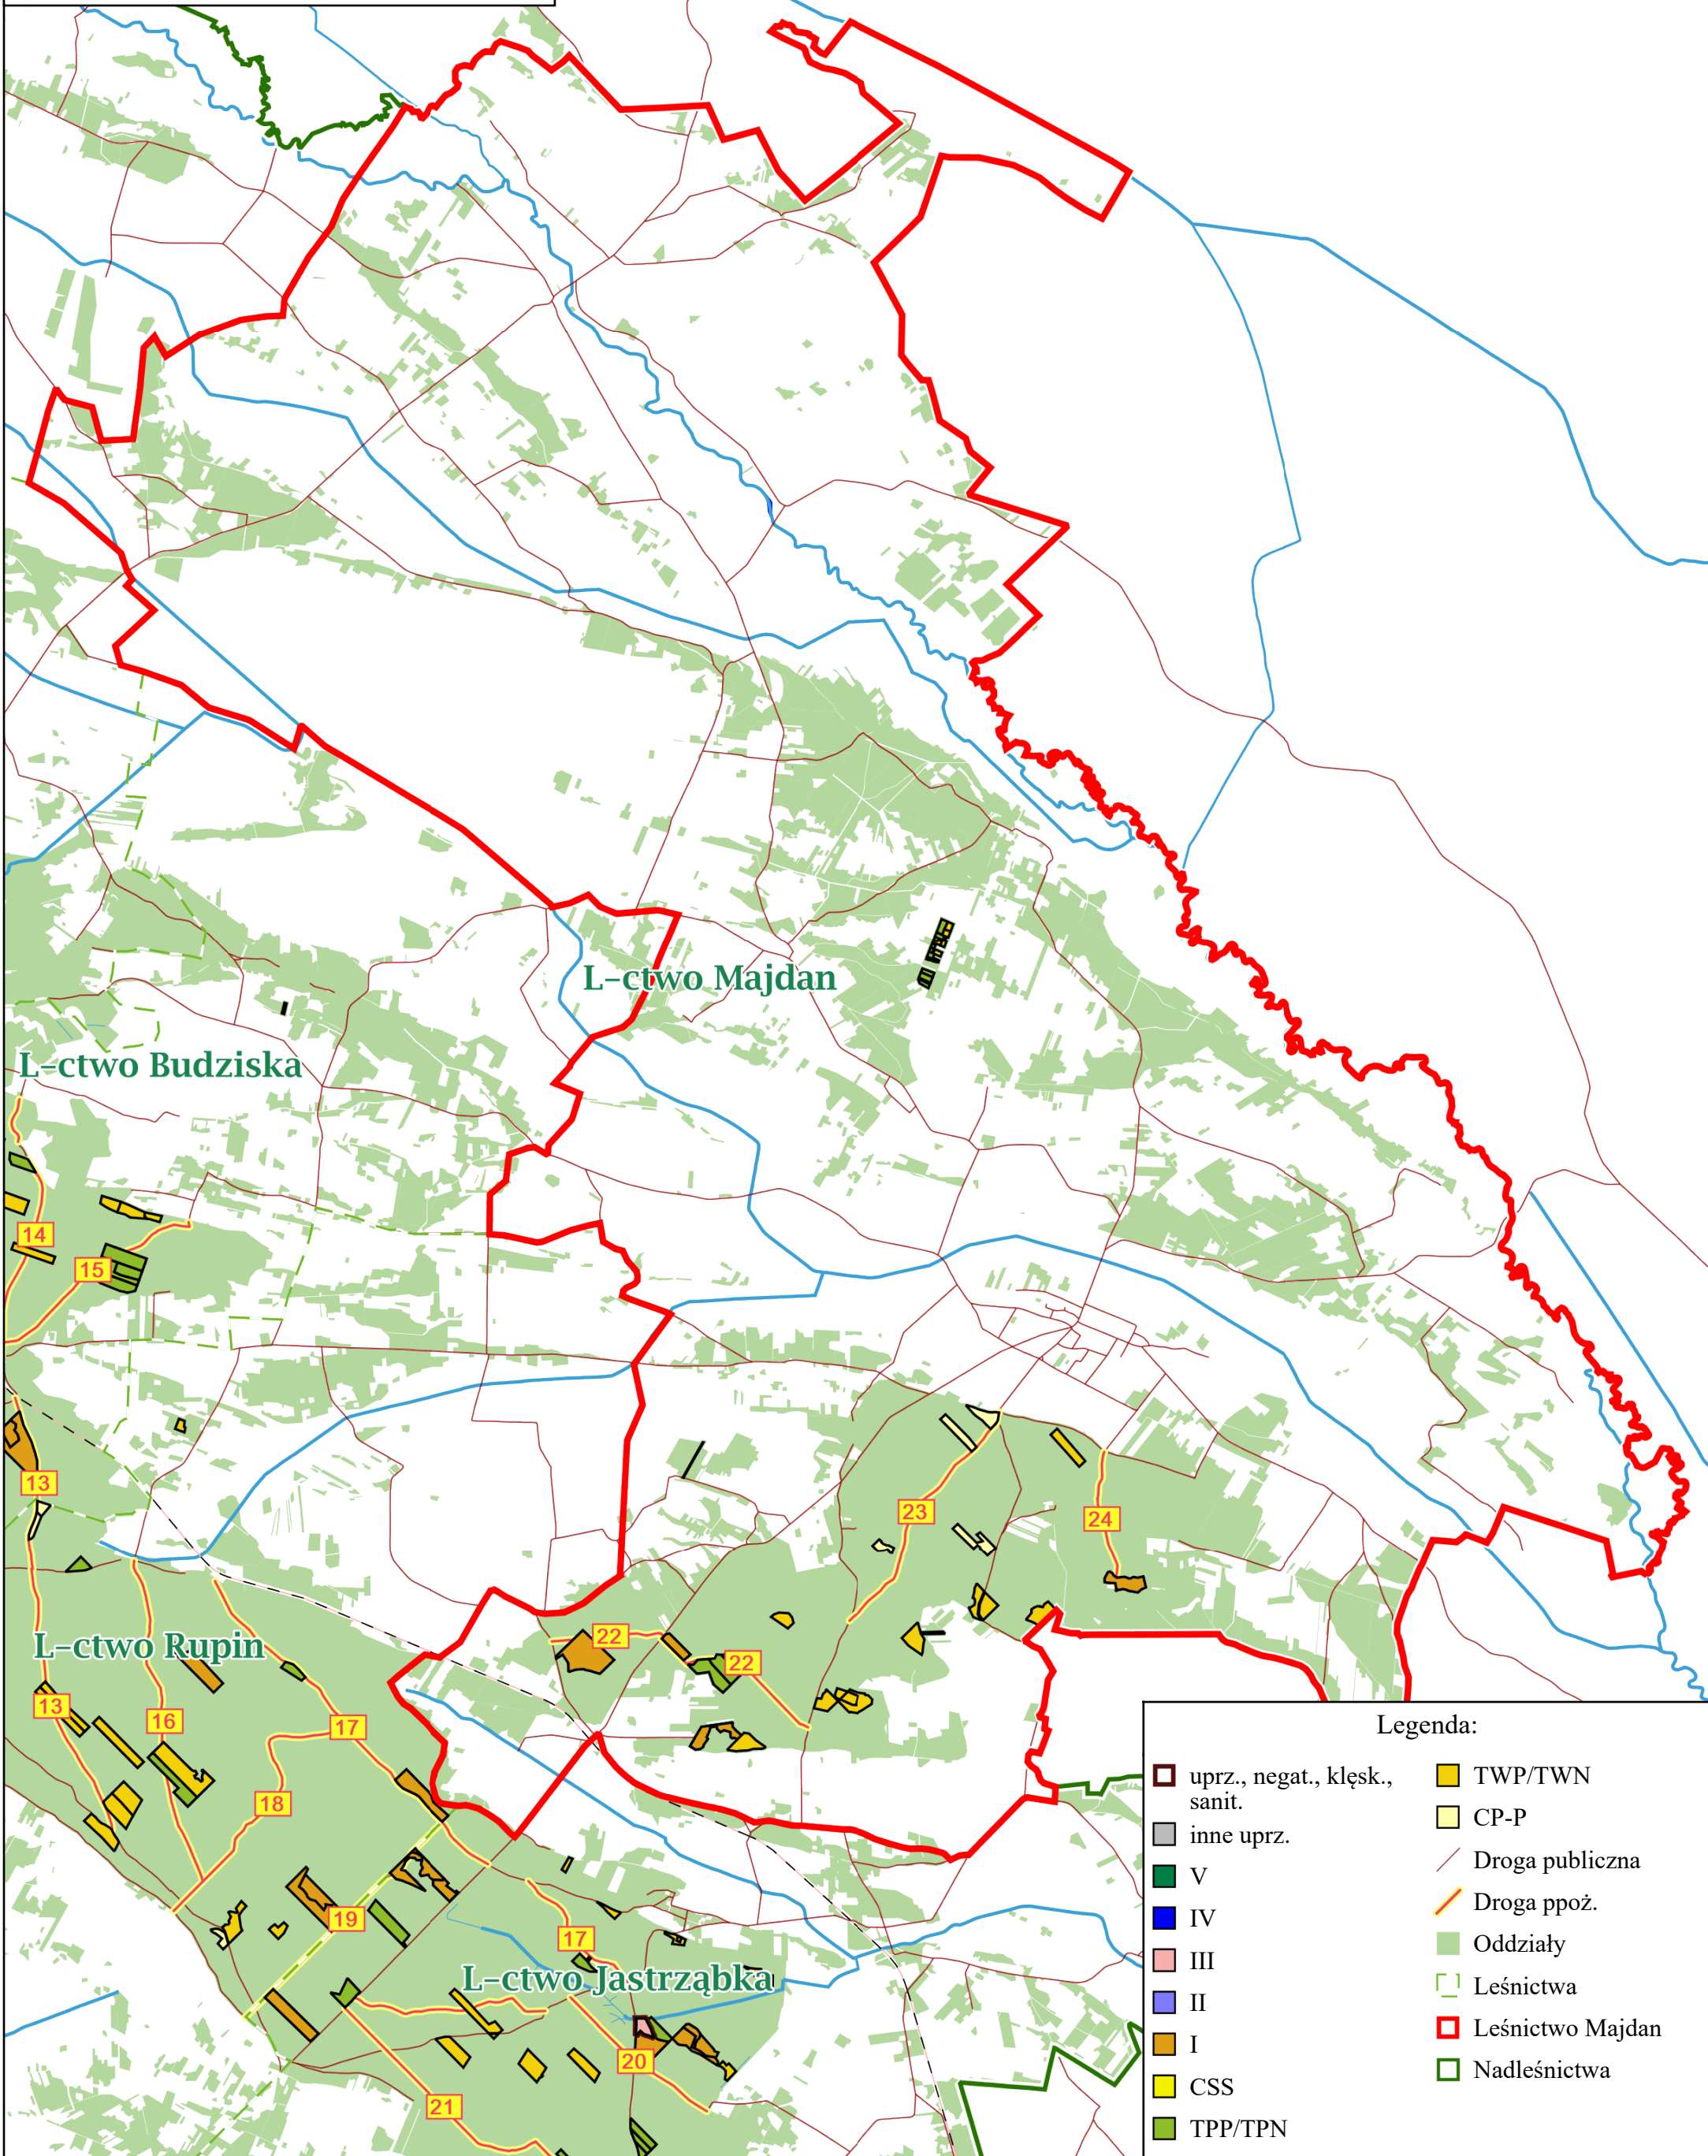 L–ctwo Majdan
L–ctwo Budziska
14
15
13
23
24
L–ctwo Rupin
22
22
13
16
17
18
19
17
L–ctwo Jastrząbka
20
21
Legenda:
uprz., negat., klęsk.,
sanit.
inne uprz.
V
IV
III
II
I
CSS
TPP/TPN
TWP/TWN
CP-P
Droga publiczna
Droga ppoż.
Oddziały
Leśnictwa
Leśnictwo Majdan
Nadleśnictwa